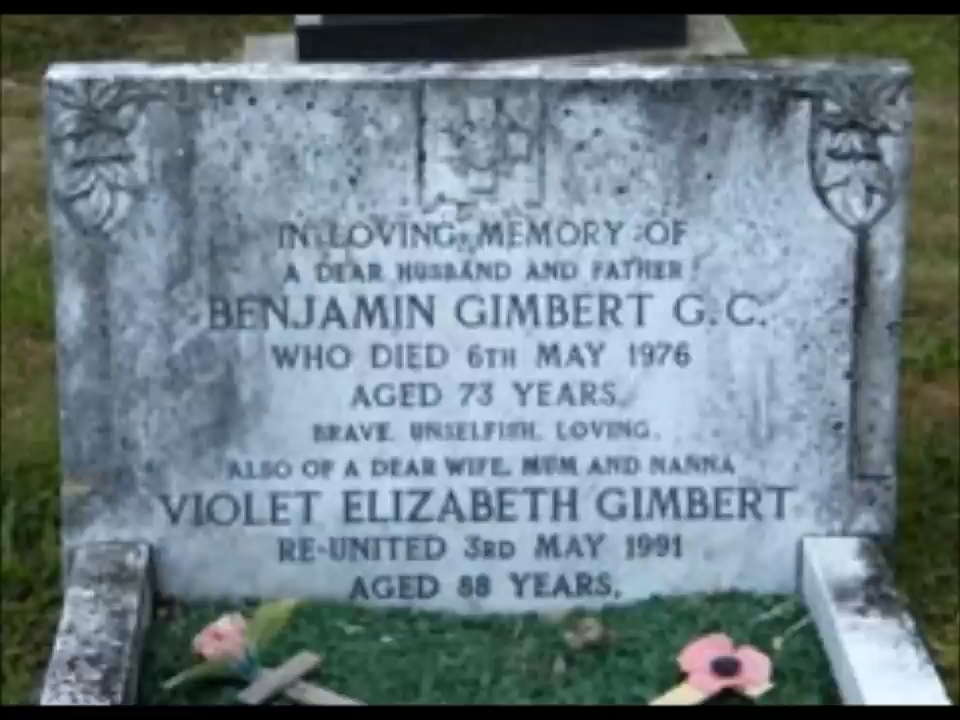 IN LOVING MEMORY OF
A DEAR HUSBAND AND FATHER
BENJAMIN GIMBERT G.C.
WHO DIED 6TH MAY 1976
AGED 73 YEARS.
BRAVE. UNSELFISH. LOVING.
ALSO OF A DEAR WIFE, MUM AND NANNA
VIOLET ELIZABETH GIMBERT
RE-UNITED 3RD MAY 1991
AGED 88 YEARS.